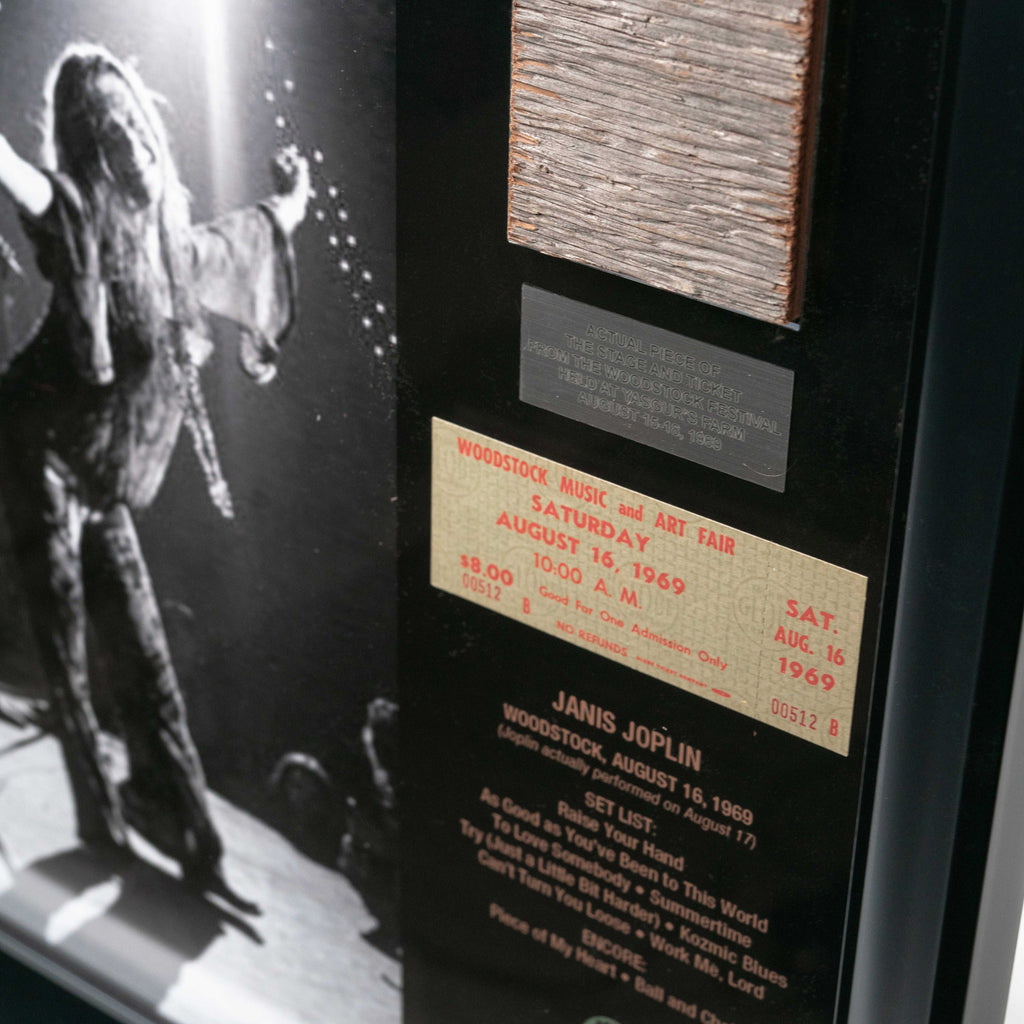 ACTUAL PIECE OF
THE STAGE AND TICKET
FROM THE WOODSTOCK FESTIVAL
HELD AT YASGUR'S FARM
AUGUST 15-18, 1969
WOODSTOCK MUSIC and ART FAIR
SATURDAY
AUGUST 16, 1969
10:00 A. M.
$8.00
00512 B
Good For One Admission Only
NO REFUNDS
SAT.
AUG. 16
1969
00512 B
JANIS JOPLIN
WOODSTOCK, AUGUST 16, 1969
(Joplin actually performed on August 17)
SET LIST:
Raise Your Hand
As Good as You've Been to This World
To Love Somebody • Summertime
Try (Just a Little Bit Harder) • Kozmic Blues
Can't Turn You Loose • Work Me, Lord
ENCORE:
Piece of My Heart • Ball and